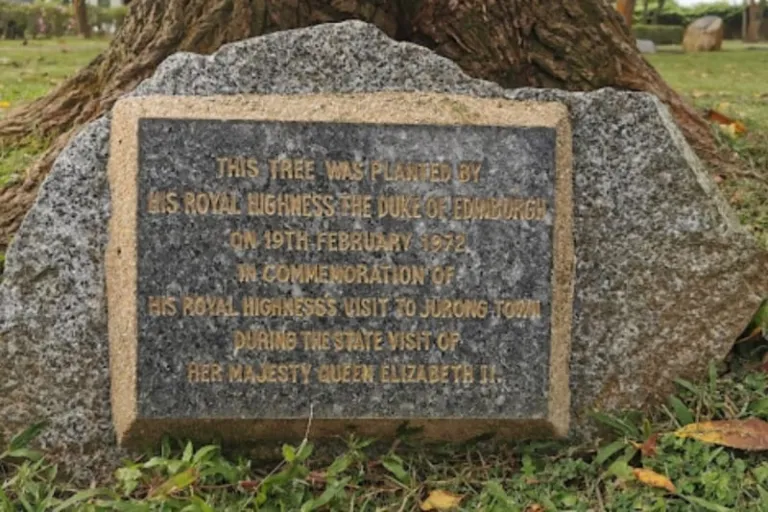 THIS TREE WAS PLANTED BY
HIS ROYAL HIGHNESS THE DUKE OF EDINBURGH
ON 19TH FEBRUARY 1972
IN COMMEMORATION OF
HIS ROYAL HIGHNESS'S VISIT TO JURONG TOWN
DURING THE STATE VISIT OF
HER MAJESTY QUEEN ELIZABETH II.